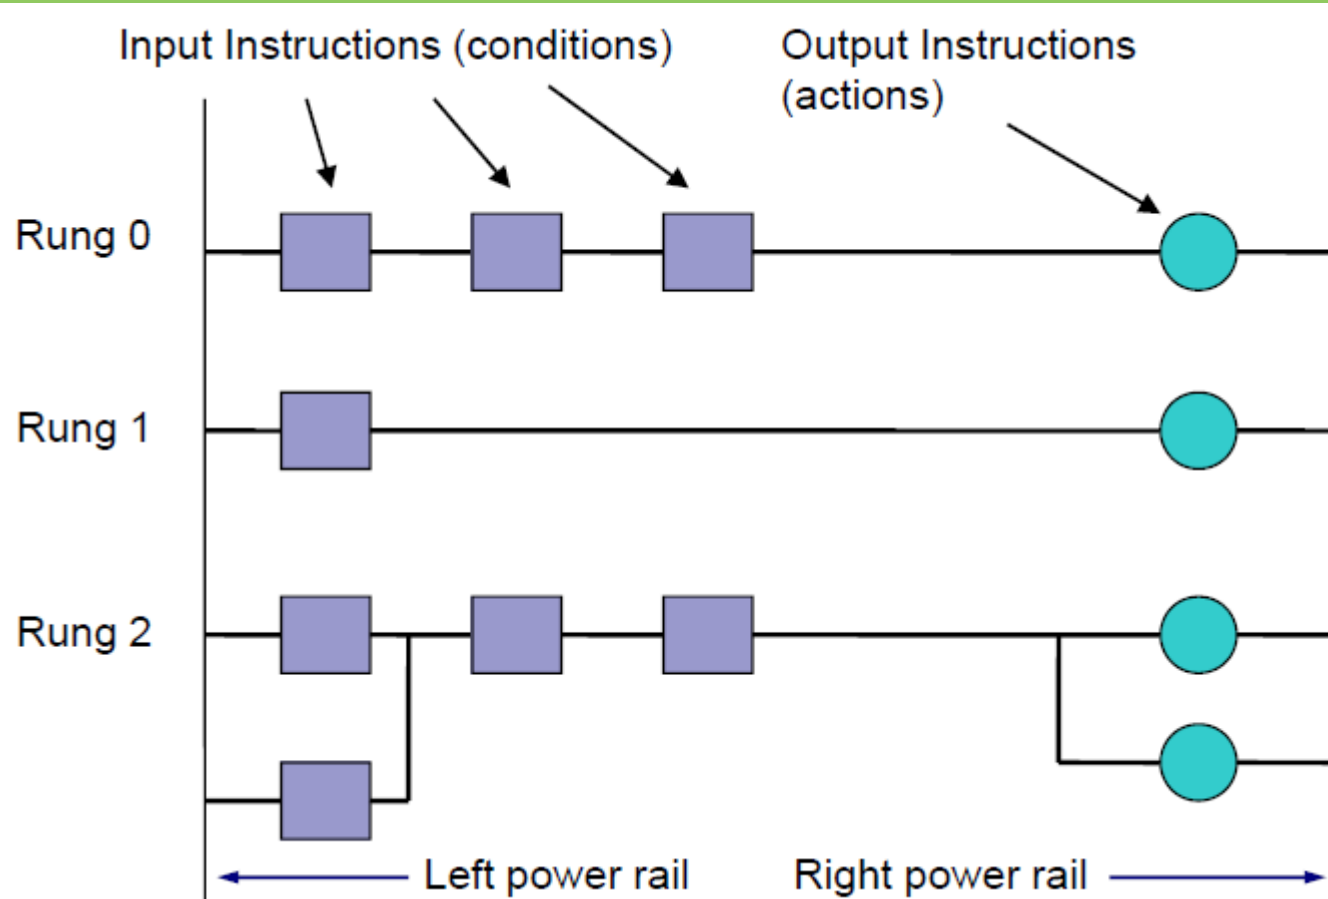 Input Instructions (conditions)
Output Instructions
(actions)
Rung 0
Rung 1
Rung 2
Left power rail
Right power rail